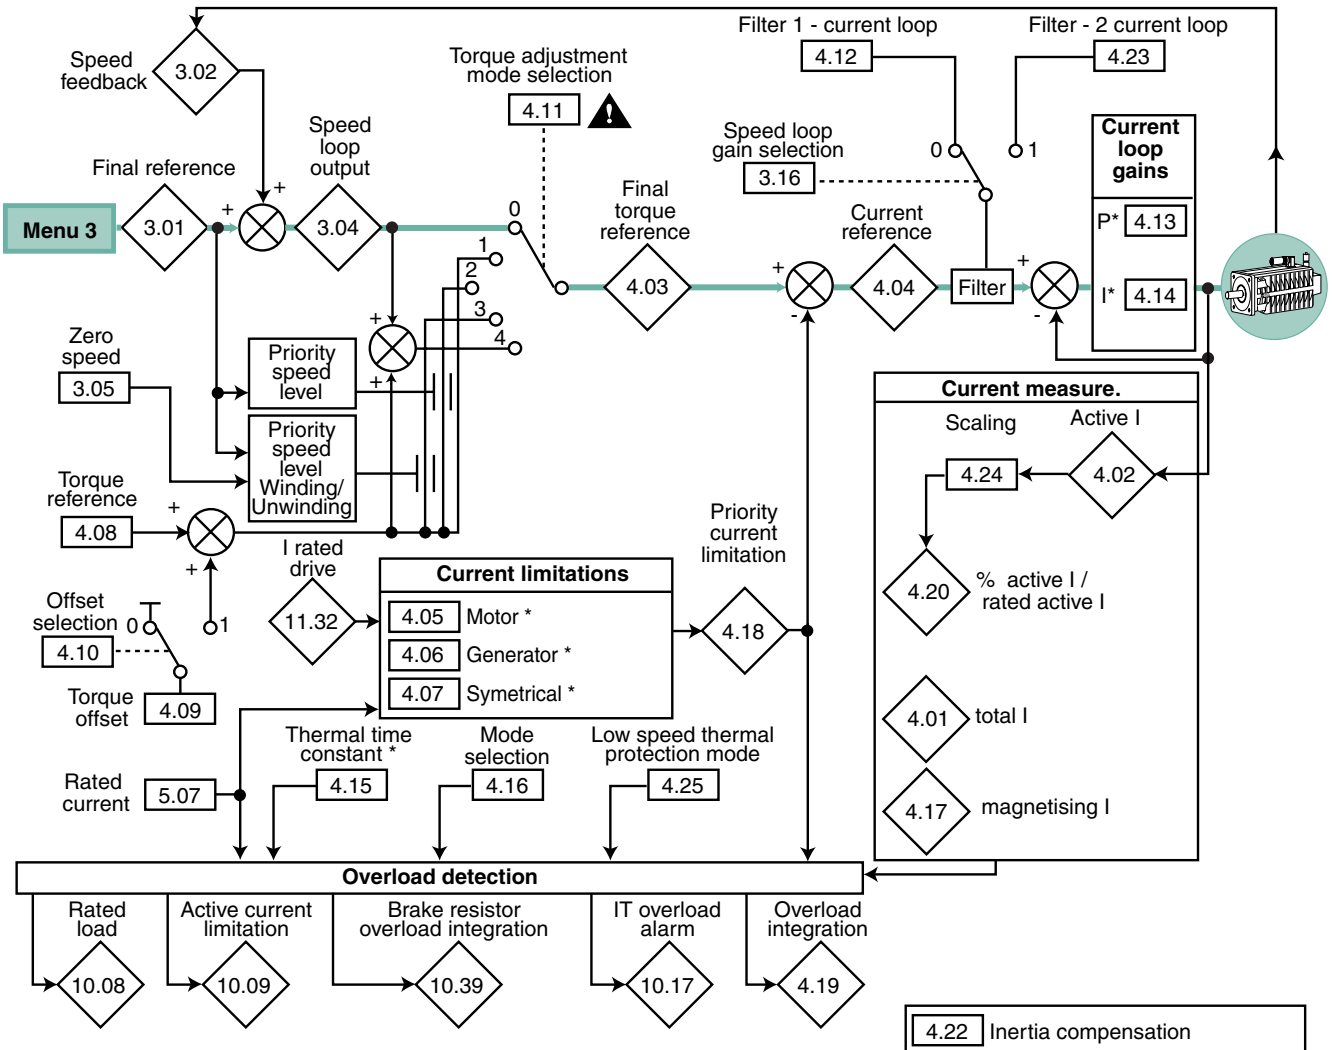 Filter 1 - current loop
4.12
Filter - 2 current loop
4.23
Speed
feedback
3.02
Torque adjustment
mode selection
4.11
!
Speed
loop
output
3.04
Final reference
3.01
Menu 3
+
+
0
1
2
3
4
Speed loop
gain selection
3.16
0
1
Current
loop
gains
P*
4.13
I*
4.14
Final
torque
reference
4.03
+
-
Current
reference
4.04
Filter
+
-
Zero
speed
3.05
Priority
speed
level
+
+
Priority
speed
level
Winding/
Unwinding
Torque
reference
4.08
+
+
Offset
selection
4.10
0
1
Torque
offset
4.09
I rated
drive
11.32
Current limitations
4.05
Motor *
4.06
Generator *
4.07
Symetrical *
Priority
current
limitation
4.18
Current measure.
Scaling
4.24
Active I
4.02
4.20
% active I /
rated active I
4.01
total I
4.17
magnetising I
Rated
current
5.07
Thermal time
constant *
4.15
Mode
selection
4.16
Low speed thermal
protection mode
4.25
Overload detection
Rated
load
10.08
Active current
limitation
10.09
Brake resistor
overload integration
10.39
IT overload
alarm
10.17
Overload
integration
4.19
4.22
Inertia compensation